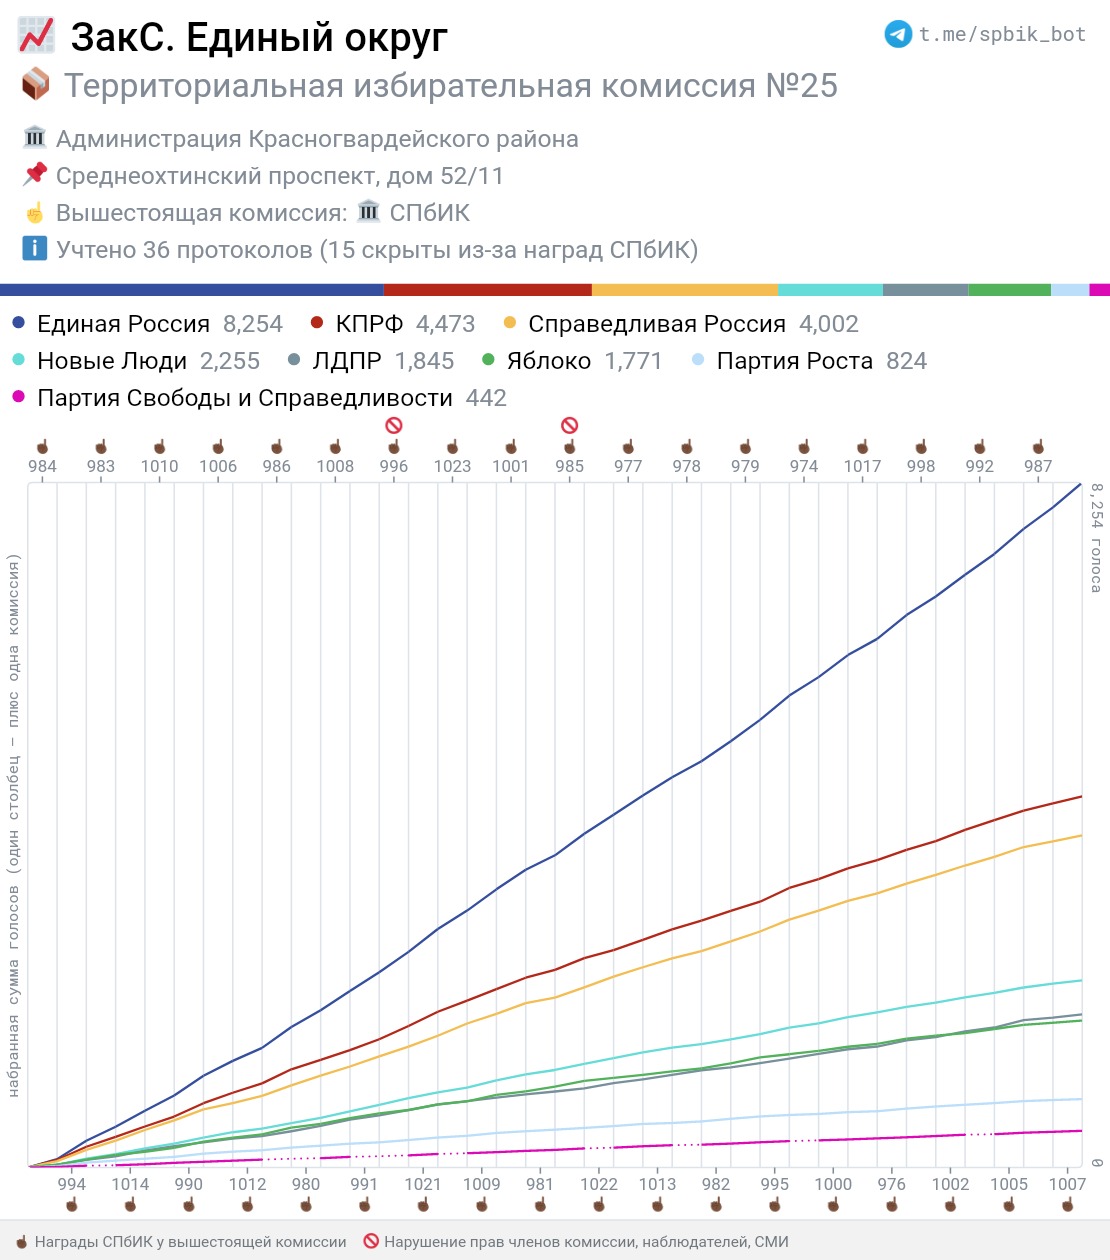 ЗакС. Единый округ
t.me/spbik_bot
Территориальная избирательная комиссия №25
Администрация Красногвардейского района
Среднеохтинский проспект, дом 52/11
Вышестоящая комиссия: СПбИК
Учтено 36 протоколов (15 скрыты из-за наград СПбИК)
Единая Россия 8,254 КПРФ 4,473 Справедливая Россия 4,002
Новые Люди 2,255 ЛДПР 1,845 Яблоко 1,771 Партия Роста 824
Партия Свободы и Справедливости 442
984 983 1010 1006 986 1008 996 1023 1001 985 977 978 979 974 1017 998 992 987
8,254 голоса
набранная сумма голосов (один столбец — плюс одна комиссия)
0
994 1014 990 1012 980 991 1021 1009 981 1022 1013 982 995 1000 976 1002 1005 1007
Награды СПбИК у вышестоящей комиссии Нарушение прав членов комиссии, наблюдателей, СМИ